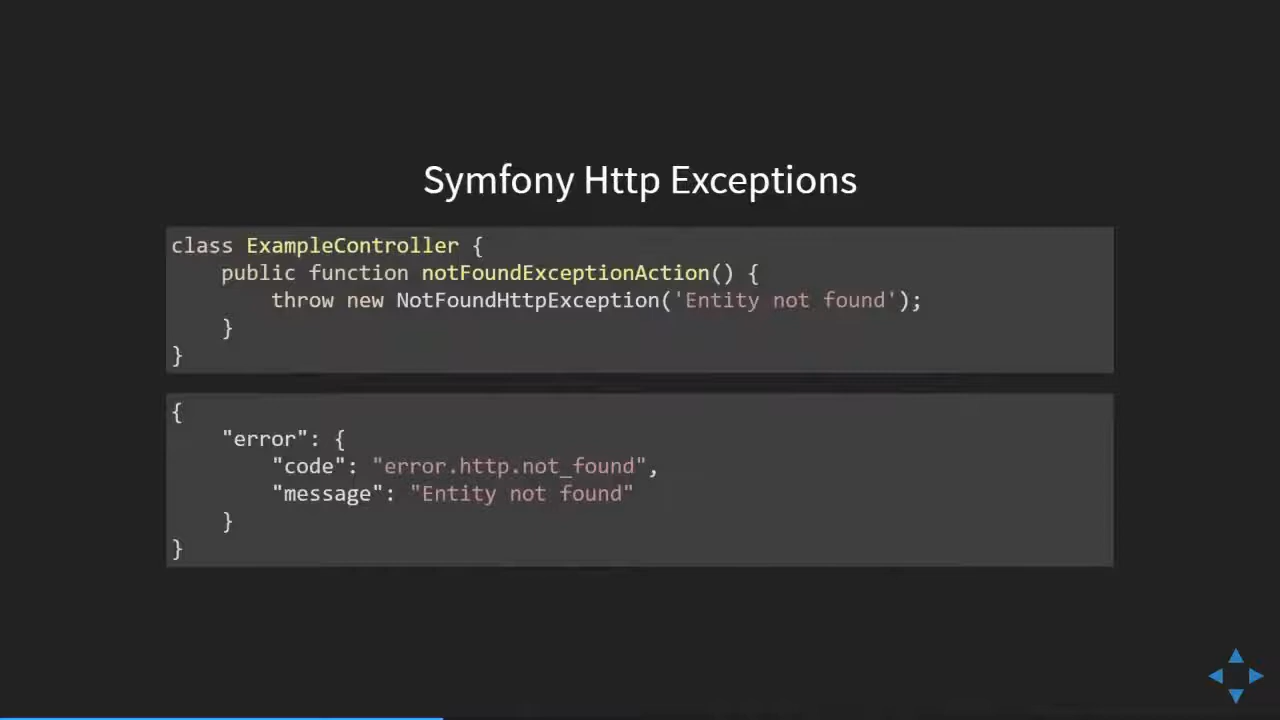 Symfony Http Exceptions
class ExampleController {
    public function notFoundExceptionAction() {
        throw new NotFoundHttpException('Entity not found');
    }
}
{
    "error": {
        "code": "error.http.not_found",
        "message": "Entity not found"
    }
}